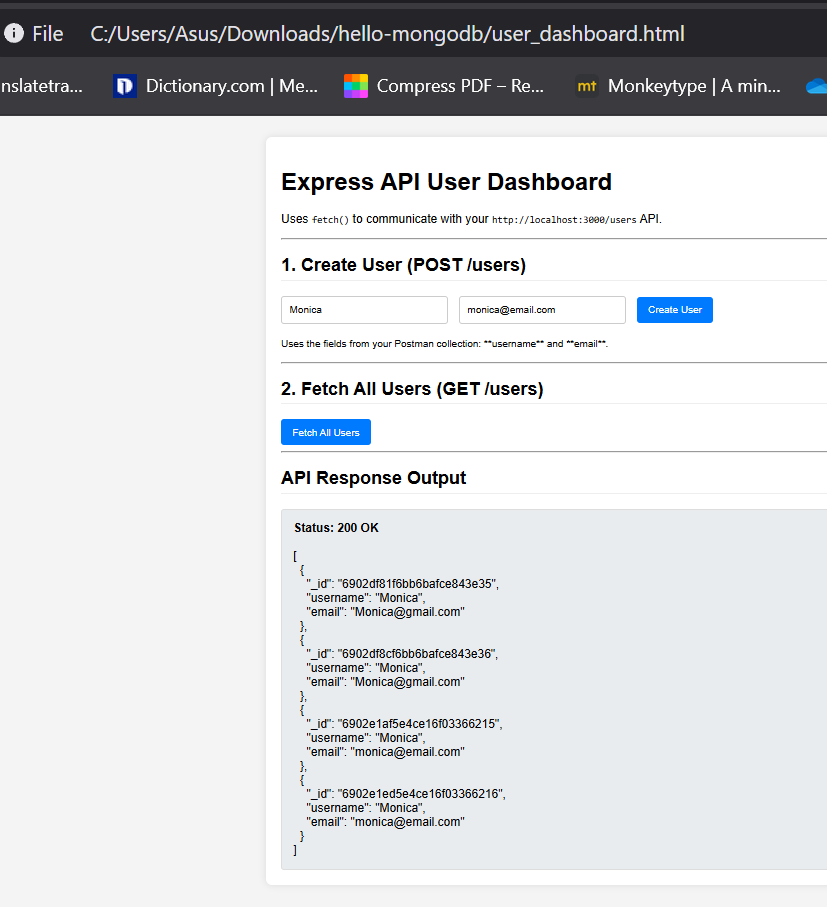 File C:/Users/Asus/Downloads/hello-mongodb/user_dashboard.html
nslatetra... Dictionary.com | Me... Compress PDF – Re... mt Monkeytype | A min...
Express API User Dashboard
Uses fetch() to communicate with your http://localhost:3000/users API.
1. Create User (POST /users)
Monica monica@email.com Create User
Uses the fields from your Postman collection: **username** and **email**.
2. Fetch All Users (GET /users)
Fetch All Users
API Response Output
Status: 200 OK
[
{
"_id": "6902df81f6bb6bafce843e35",
"username": "Monica",
"email": "Monica@gmail.com"
},
{
"_id": "6902df8cf6bb6bafce843e36",
"username": "Monica",
"email": "Monica@gmail.com"
},
{
"_id": "6902e1af5e4ce16f03366215",
"username": "Monica",
"email": "monica@email.com"
},
{
"_id": "6902e1ed5e4ce16f03366216",
"username": "Monica",
"email": "monica@email.com"
}
]